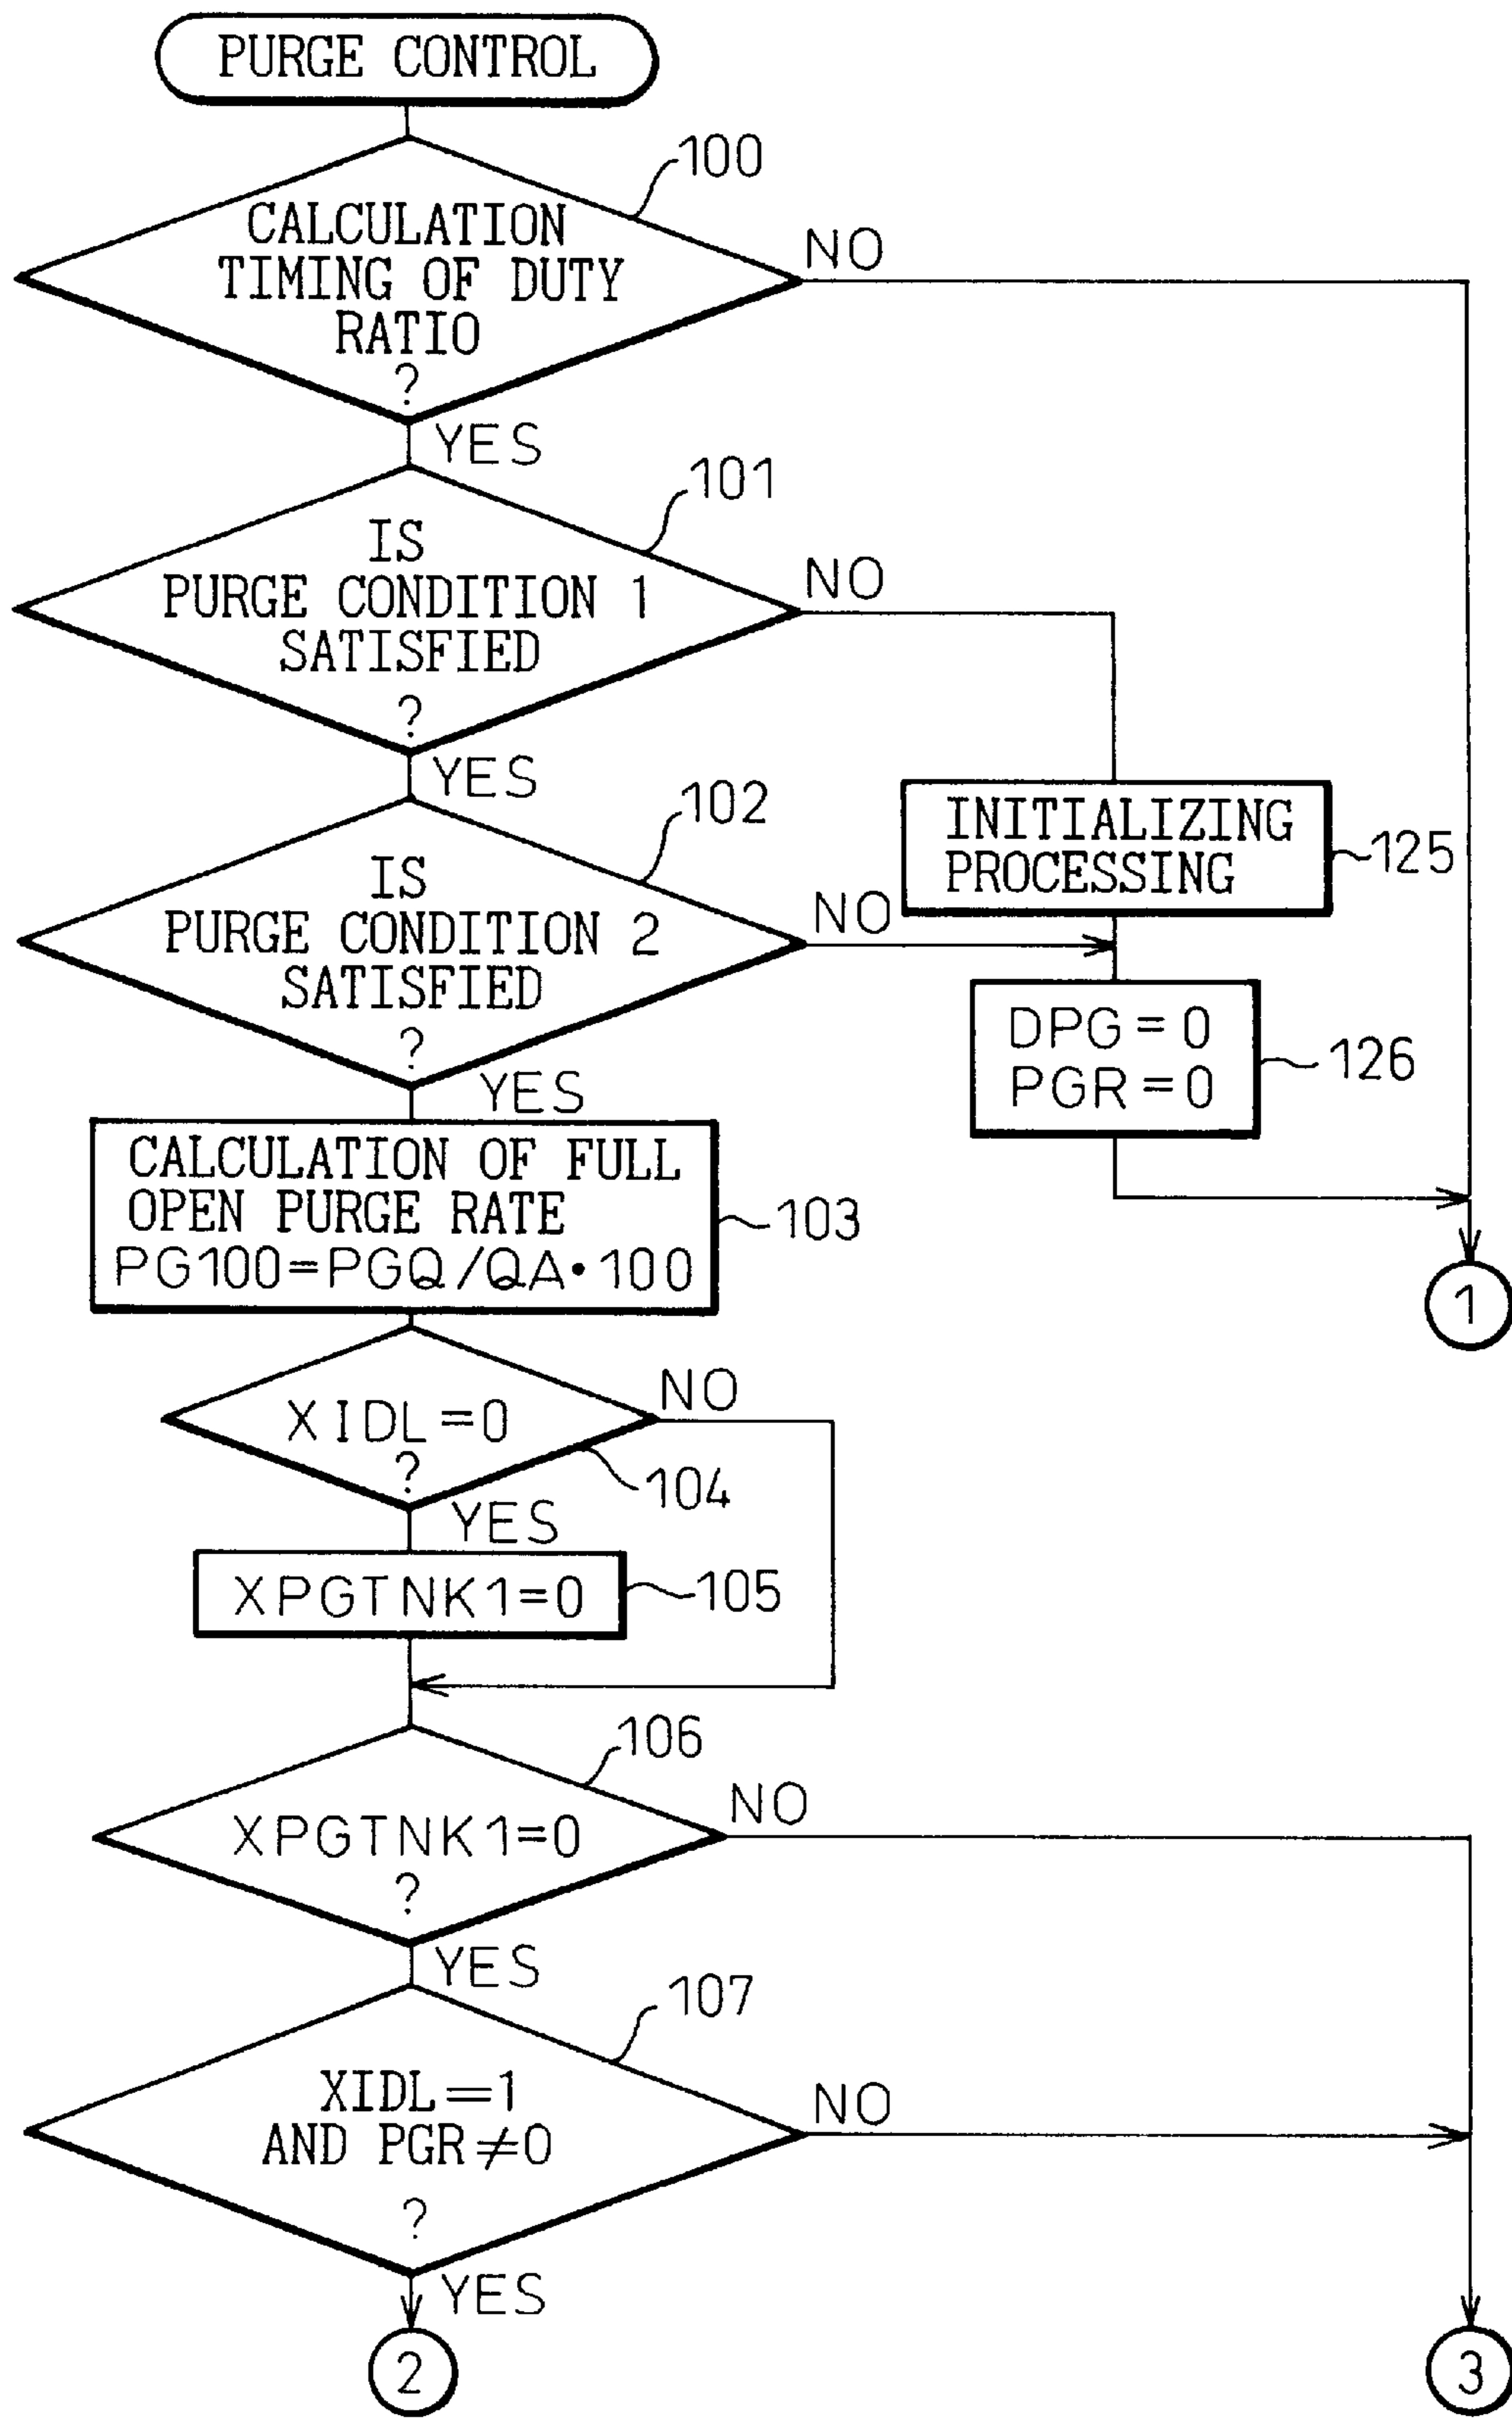 PURGE CONTROL
100
CALCULATION
TIMING OF DUTY
RATIO
?
NO
YES
101
IS
PURGE CONDITION 1
SATISFIED
?
NO
YES
102
IS
PURGE CONDITION 2
SATISFIED
?
NO
YES
INITIALIZING
PROCESSING
125
DPG=0
PGR=0
126
1
CALCULATION OF FULL
OPEN PURGE RATE
PG100=PGQ/QA•100
103
XIDL=0
?
NO
104
YES
XPGTNK1=0
105
106
XPGTNK1=0
?
NO
YES
107
XIDL=1
AND PGR≠0
?
NO
YES
2
3